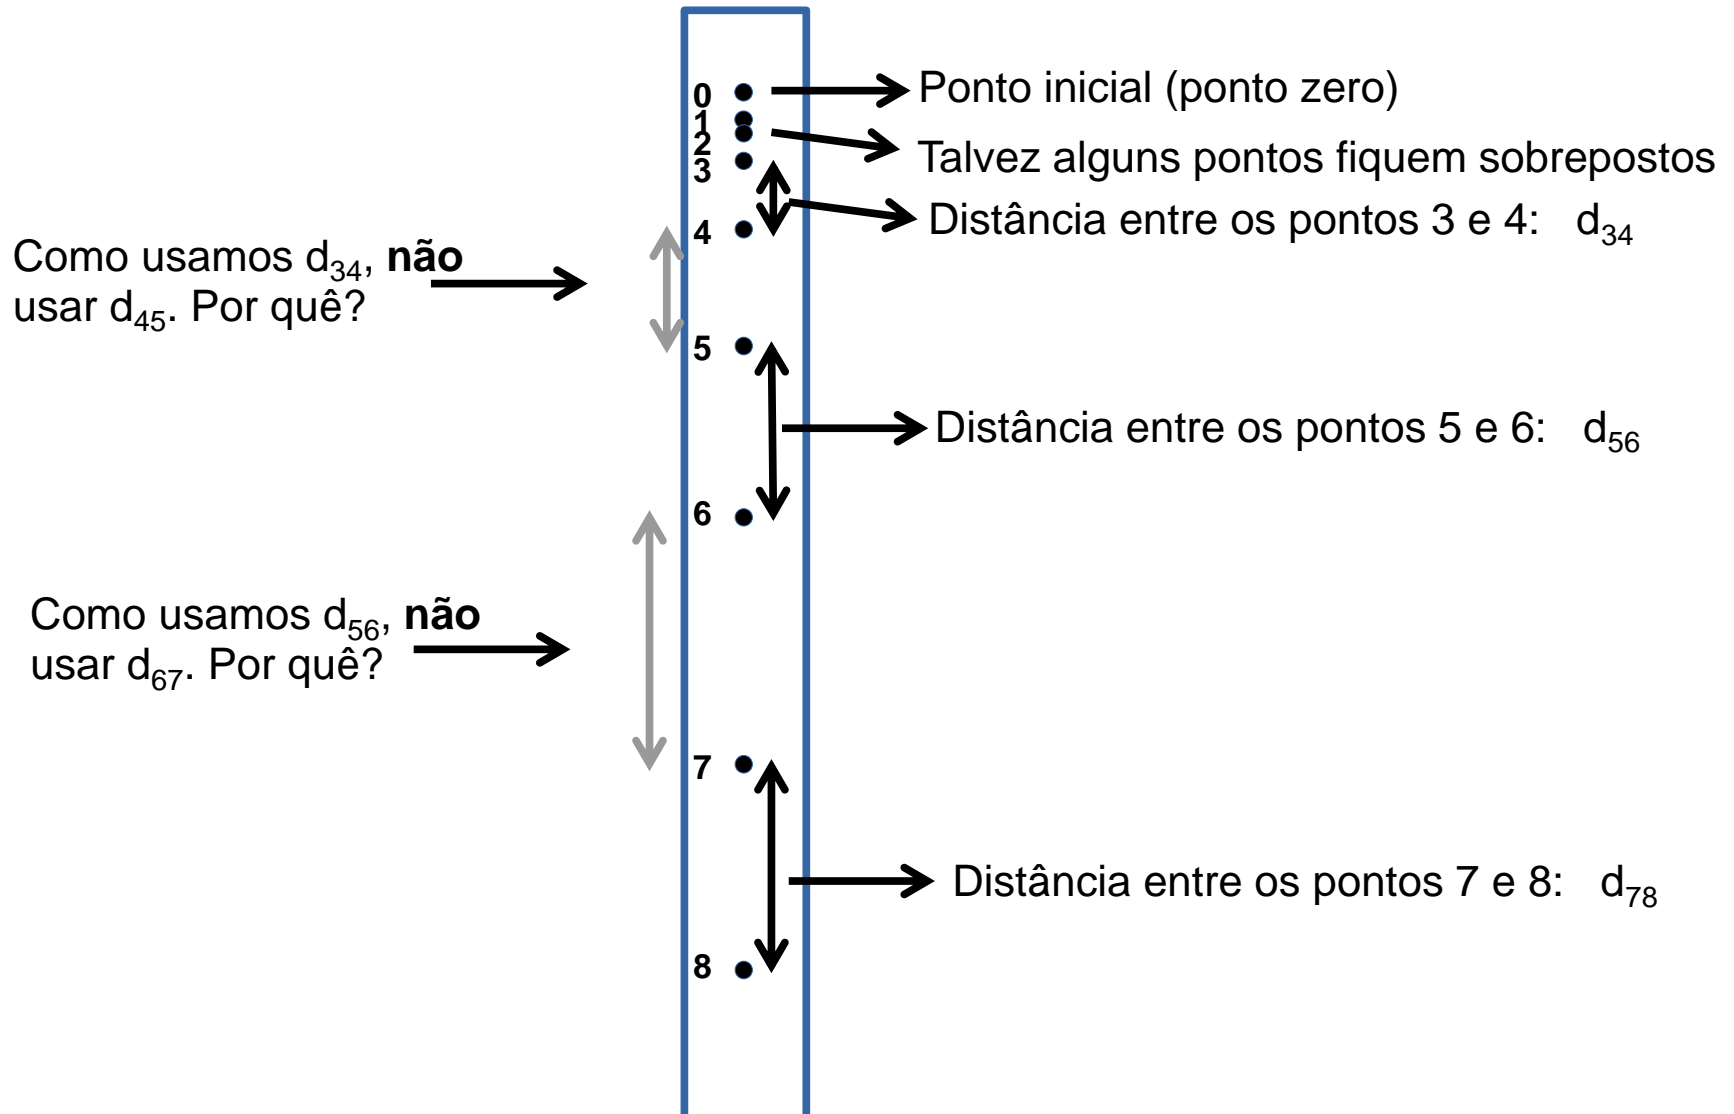 0
Ponto inicial (ponto zero)
1
2
Talvez alguns pontos fiquem sobrepostos
3
Distância entre os pontos 3 e 4: d34
4
Como usamos d34, não
usar d45. Por quê?
5
Distância entre os pontos 5 e 6: d56
6
Como usamos d56, não
usar d67. Por quê?
7
Distância entre os pontos 7 e 8: d78
8